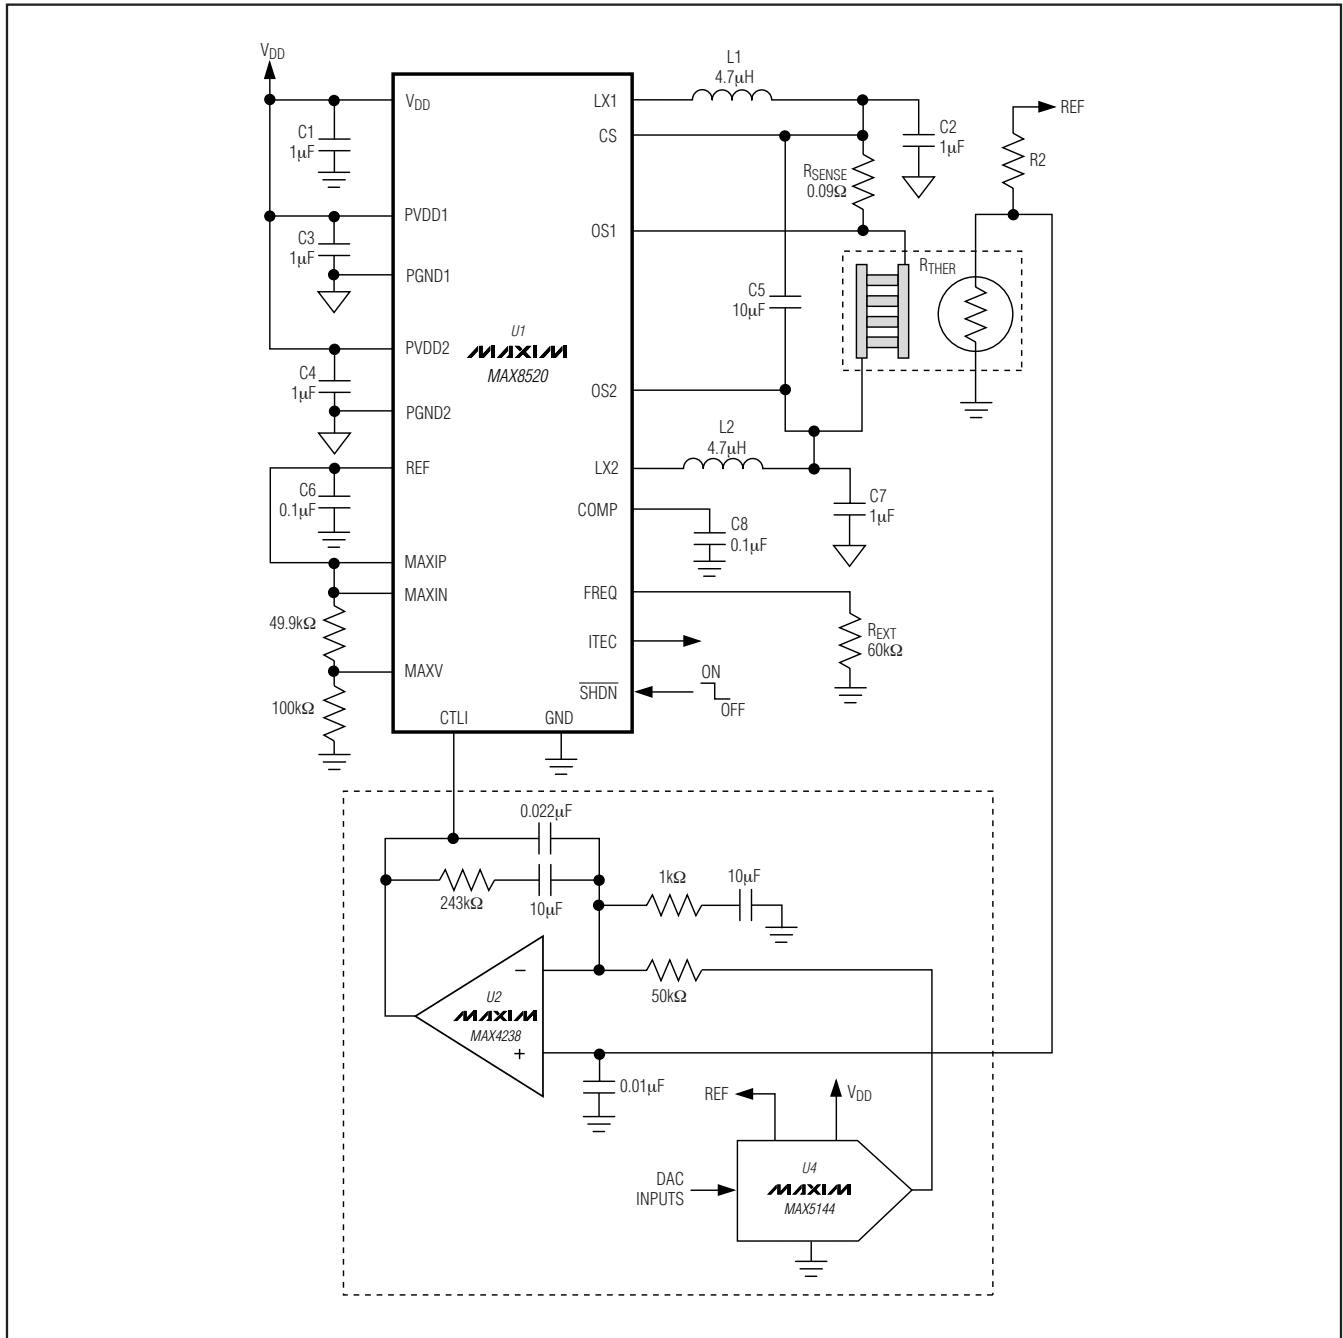 VDD
L1
4.7µH
VDD
LX1
REF
C1
1µF
CS
C2
1µF
R2
RSENSE
0.09Ω
PVDD1
C3
1µF
OS1
RTHER
PGND1
C5
10µF
U1
MAXIM
MAX8520
PVDD2
C4
1µF
OS2
PGND2
L2
4.7µH
REF
LX2
C6
0.1µF
C7
1µF
COMP
C8
0.1µF
MAXIP
MAXIN
FREQ
49.9kΩ
REXT
60kΩ
ITEC
MAXV
ON
SHDN
OFF
100kΩ
CTLI
GND
0.022µF
1kΩ
10µF
243kΩ
10µF
−
50kΩ
U2
MAXIM
MAX4238
+
0.01µF
REF
VDD
DAC
INPUTS
U4
MAXIM
MAX5144